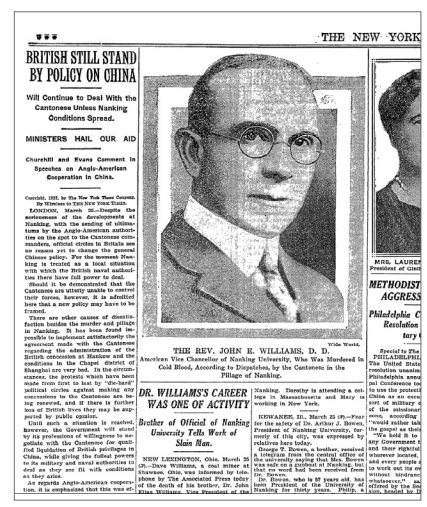 THE NEW YORK
BRITISH STILL STAND
BY POLICY ON CHINA
Will Continue to Deal With the
Cantonese Unless Nanking
Conditions Spread.
MINISTERS HAIL OUR AID
Churchill and Evans Comment in
Speeches on Anglo-American
Cooperation in China.
Copyright, 1927, by The New York Times Company.
By Wireless to THE NEW YORK TIMES.
LONDON, March 25.—Despite the
seriousness of the developments at
Nanking, with the sending of ultima-
tums by the Anglo-American authori-
ties on the spot to the Cantonese com-
manders, official circles in Britain see
no reason yet to change the general
Chinese policy. For the moment Nan-
king is treated as a local situation
with which the British naval authori-
ties there have full power to deal.
Should it be demonstrated that the
Cantonese are utterly unable to control
their forces, however, it is admitted
here that a new policy may have to be
framed.
There are other causes of dissatis-
faction besides the murder and pillage
in Nanking. It has been found im-
possible to implement satisfactorily the
agreement made with the Cantonese
regarding the administration of the
British concession at Hankow and the
conditions in the Chapei district of
Shanghai are very bad. In the circum-
stances, the protests which have been
made from first to last by "die-hard"
political circles against making any
concessions to the Cantonese are be-
ing renewed, and if there is further
loss of British lives they may be sup-
ported by public opinion.
Until such a situation is reached,
however, the Government will stand
by its professions of willingness to ne-
gotiate with the Cantonese for quali-
fied liquidation of British privileges in
China, while giving the fullest powers
to its military and naval authorities to
deal as they see fit with conditions
as they arise.
As regards Anglo-American coopera-
tion, it is emphasized that this was ef-
Wide World.
THE REV. JOHN E. WILLIAMS, D. D.
American Vice Chancellor of Nanking University, Who Was Murdered in
Cold Blood, According to Dispatches, by the Cantonese in the
Pillage of Nanking.
DR. WILLIAMS'S CAREER
WAS ONE OF ACTIVITY
Brother of Official of Nanking
University Tells Work of
Slain Man.
NEW LEXINGTON, Ohio, March 25
(AP).—Dave Williams, a coal miner at
Shawnee, Ohio, was informed by tele-
phone by The Associated Press today
of the death of his brother, Dr. John
Elias Williams, Vice President of the
Nanking. Dorothy is attending a col-
lege in Massachusetts and Mary is
working in New York.
KEWANEE, Ill., March 25 (AP).—Fear
for the safety of Dr. Arthur J. Bowen,
President of Nanking University, for-
merly of this city, was expressed by
relatives here today.
George T. Bowen, a brother, received
a telegram from the central office of
the university saying that Mrs. Bowen
was safe on a gunboat at Nanking, but
that no word had been received from
Dr. Bowen.
Dr. Bowen, who is 67 years old, has
been President of the University of
Nanking for thirty years. Philip, a
MRS. LAUREN
President of Ginl
METHODIST
AGGRESS
Philadelphia C
Resolution
tary
Special to The
PHILADELPHI
The United States
resolution unanim
Philadelphia annu
pal Conference to
to use the protecti
China as an excu
sort of military
of the missionar
sion, according
"would rather tak
the gospel as thei
"We hold it to
any Government
and their rightful
wherever located,
and every people a
to work out its ow
without hindranc
whatsoever," sa
offered by the So
sion, headed by D